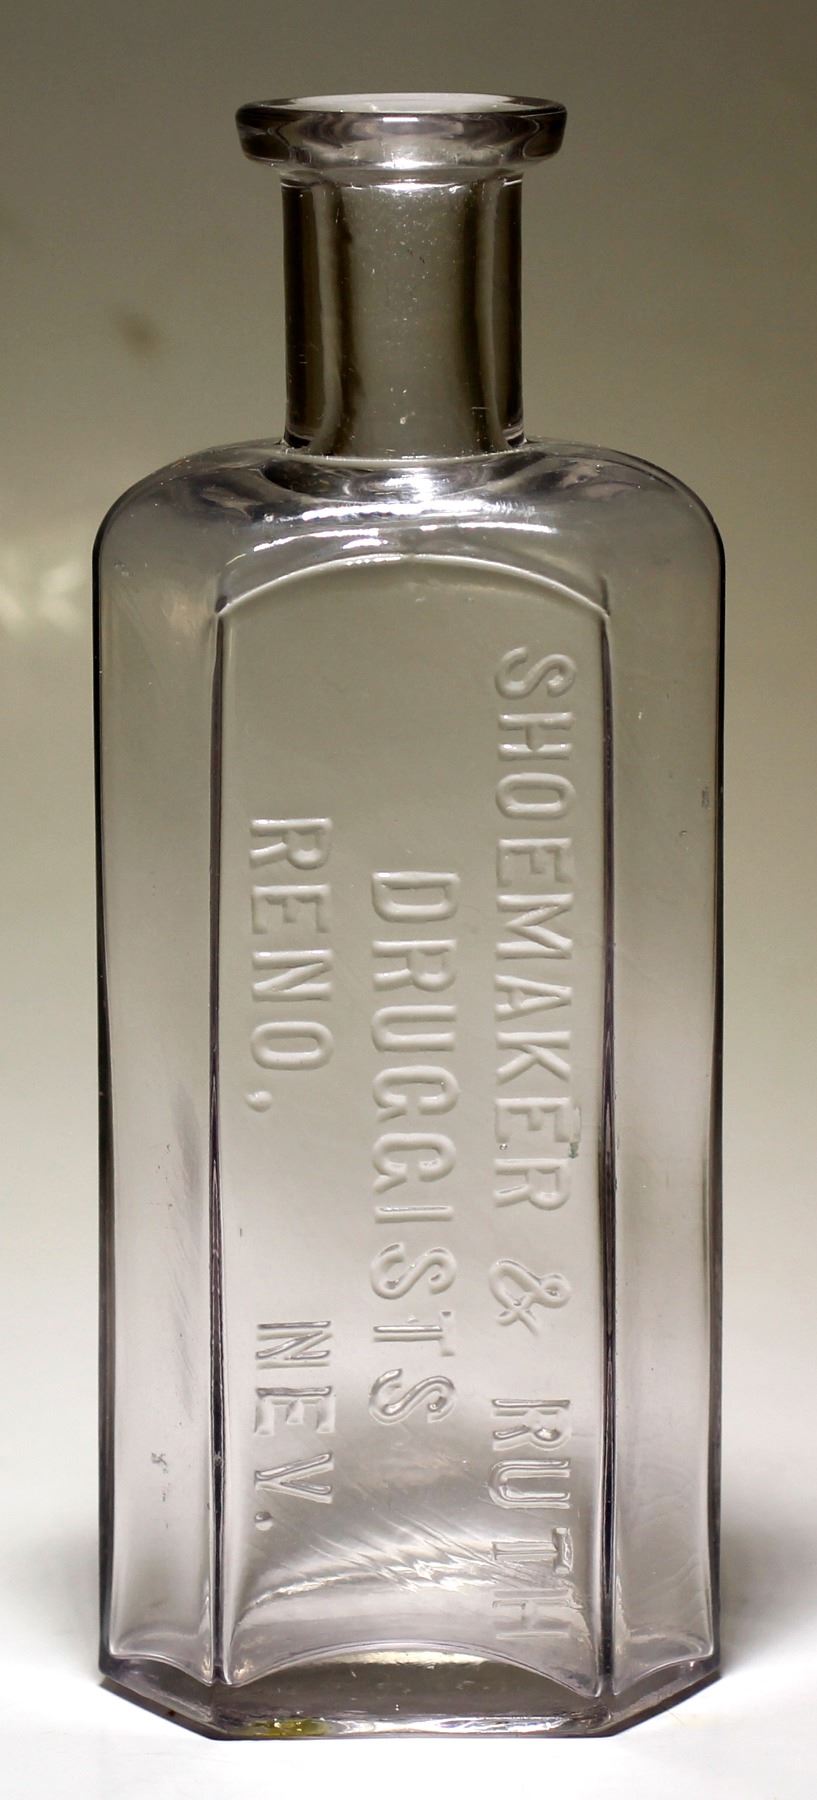 SHOEMAKER & RUTH
DRUGGISTS
RENO, NEV.